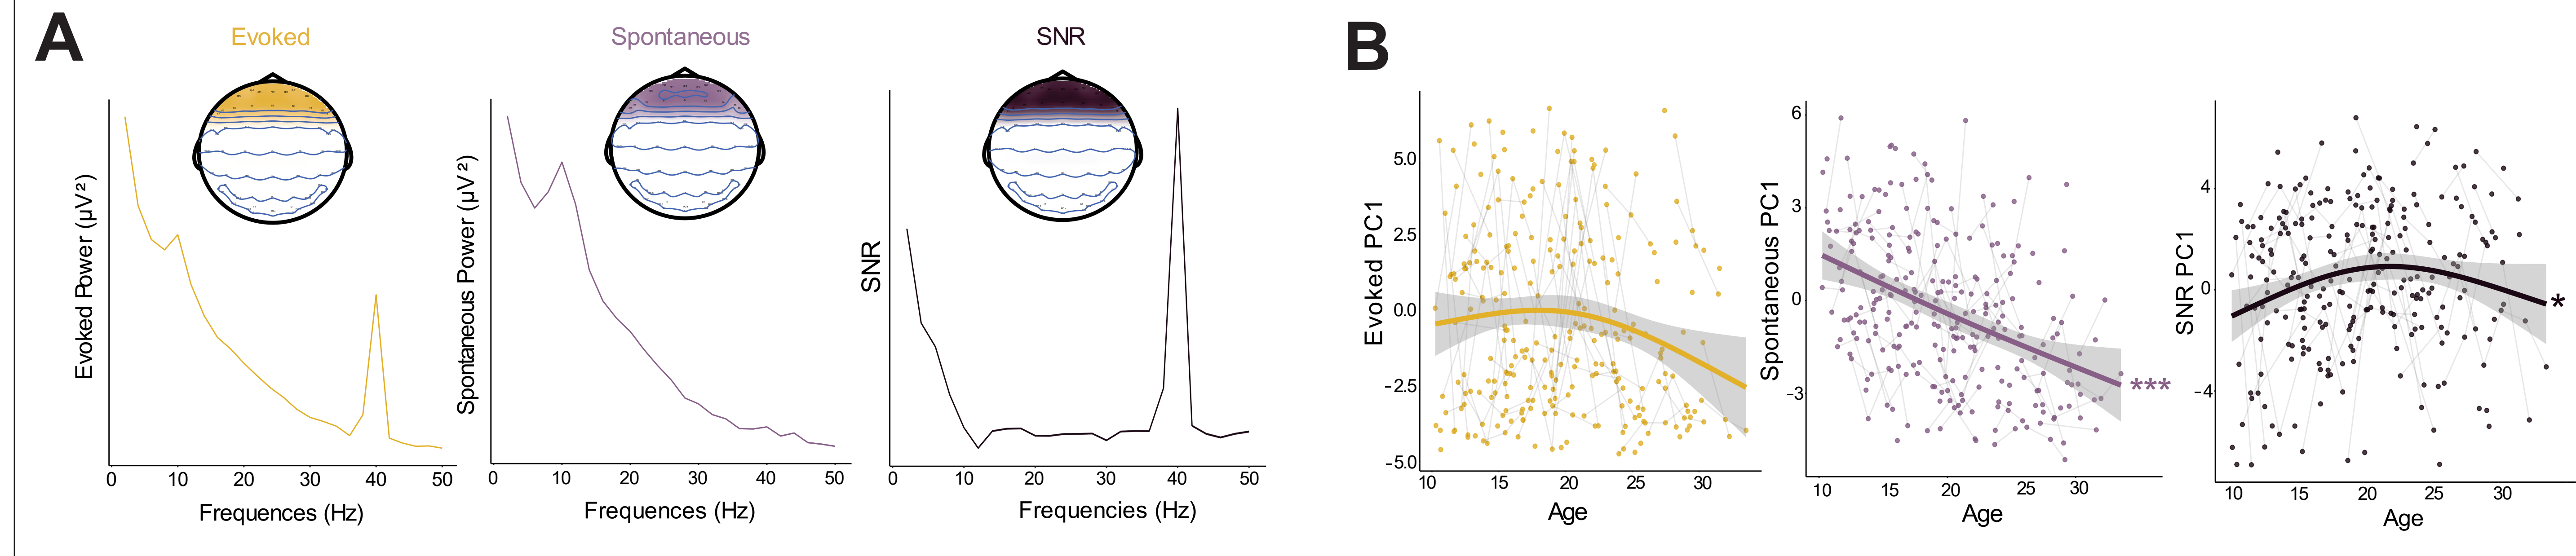 A
Evoked
Evoked Power (µV²)
0 10 20 30 40 50
Frequences (Hz)
Spontaneous
Spontaneous Power (µV²)
0 10 20 30 40 50
Frequences (Hz)
SNR
SNR
0 10 20 30 40 50
Frequencies (Hz)
B
Evoked PC1
5.0
2.5
0.0
−2.5
−5.0
10 15 20 25 30
Age
Spontaneous PC1
6
3
0
−3
***
10 15 20 25 30
Age
SNR PC1
4
0
−4
*
10 15 20 25 30
Age